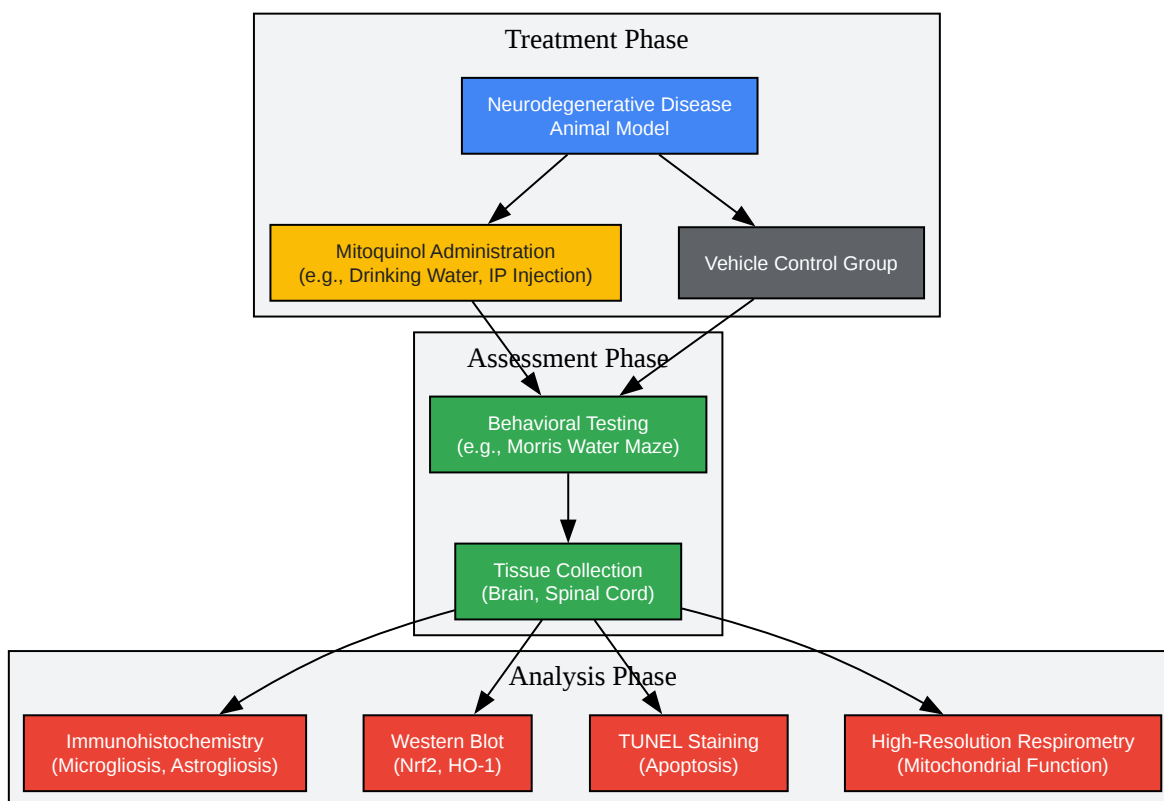 Treatment Phase
Neurodegenerative Disease
Animal Model
Mitoquinol Administration
(e.g., Drinking Water, IP Injection)
Vehicle Control Group
Assessment Phase
Behavioral Testing
(e.g., Morris Water Maze)
Tissue Collection
(Brain, Spinal Cord)
Analysis Phase
Immunohistochemistry
(Microgliosis, Astrogliosis)
Western Blot
(Nrf2, HO-1)
TUNEL Staining
(Apoptosis)
High-Resolution Respirometry
(Mitochondrial Function)